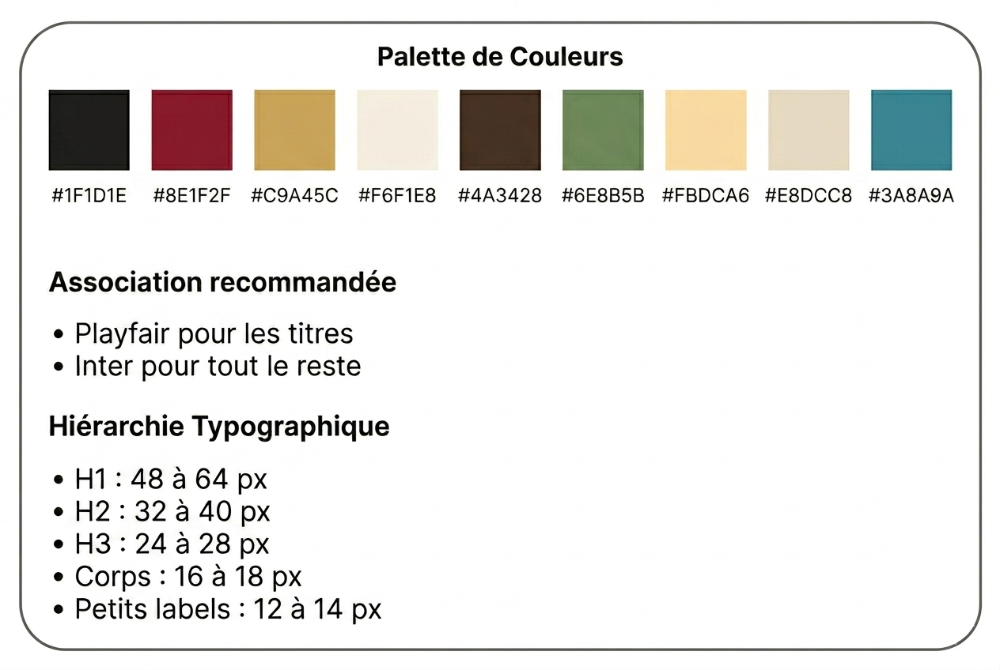 Palette de Couleurs
#1F1D1E #8E1F2F #C9A45C #F6F1E8 #4A3428 #6E8B5B #FBDCA6 #E8DCC8 #3A8A9A
Association recommandée
• Playfair pour les titres
• Inter pour tout le reste
Hiérarchie Typographique
• H1 : 48 à 64 px
• H2 : 32 à 40 px
• H3 : 24 à 28 px
• Corps : 16 à 18 px
• Petits labels : 12 à 14 px